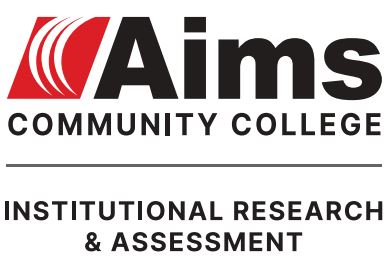 Aims
COMMUNITY COLLEGE
INSTITUTIONAL RESEARCH
& ASSESSMENT